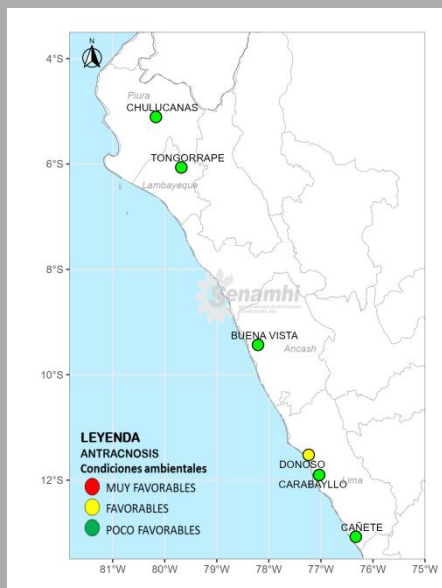 N
4°S
Piura
CHULUCANAS
6°S
TONGORRAPE
Lambayeque
8°S
Senamhi
BUENA VISTA
Ancash
10°S
LEYENDA
ANTRACNOSIS
Condiciones ambientales
MUY FAVORABLES
FAVORABLES
POCO FAVORABLES
DONOSO
CARABAYLLO
Lima
12°S
CAÑETE
81°W
80°W
79°W
78°W
77°W
76°W
75°W